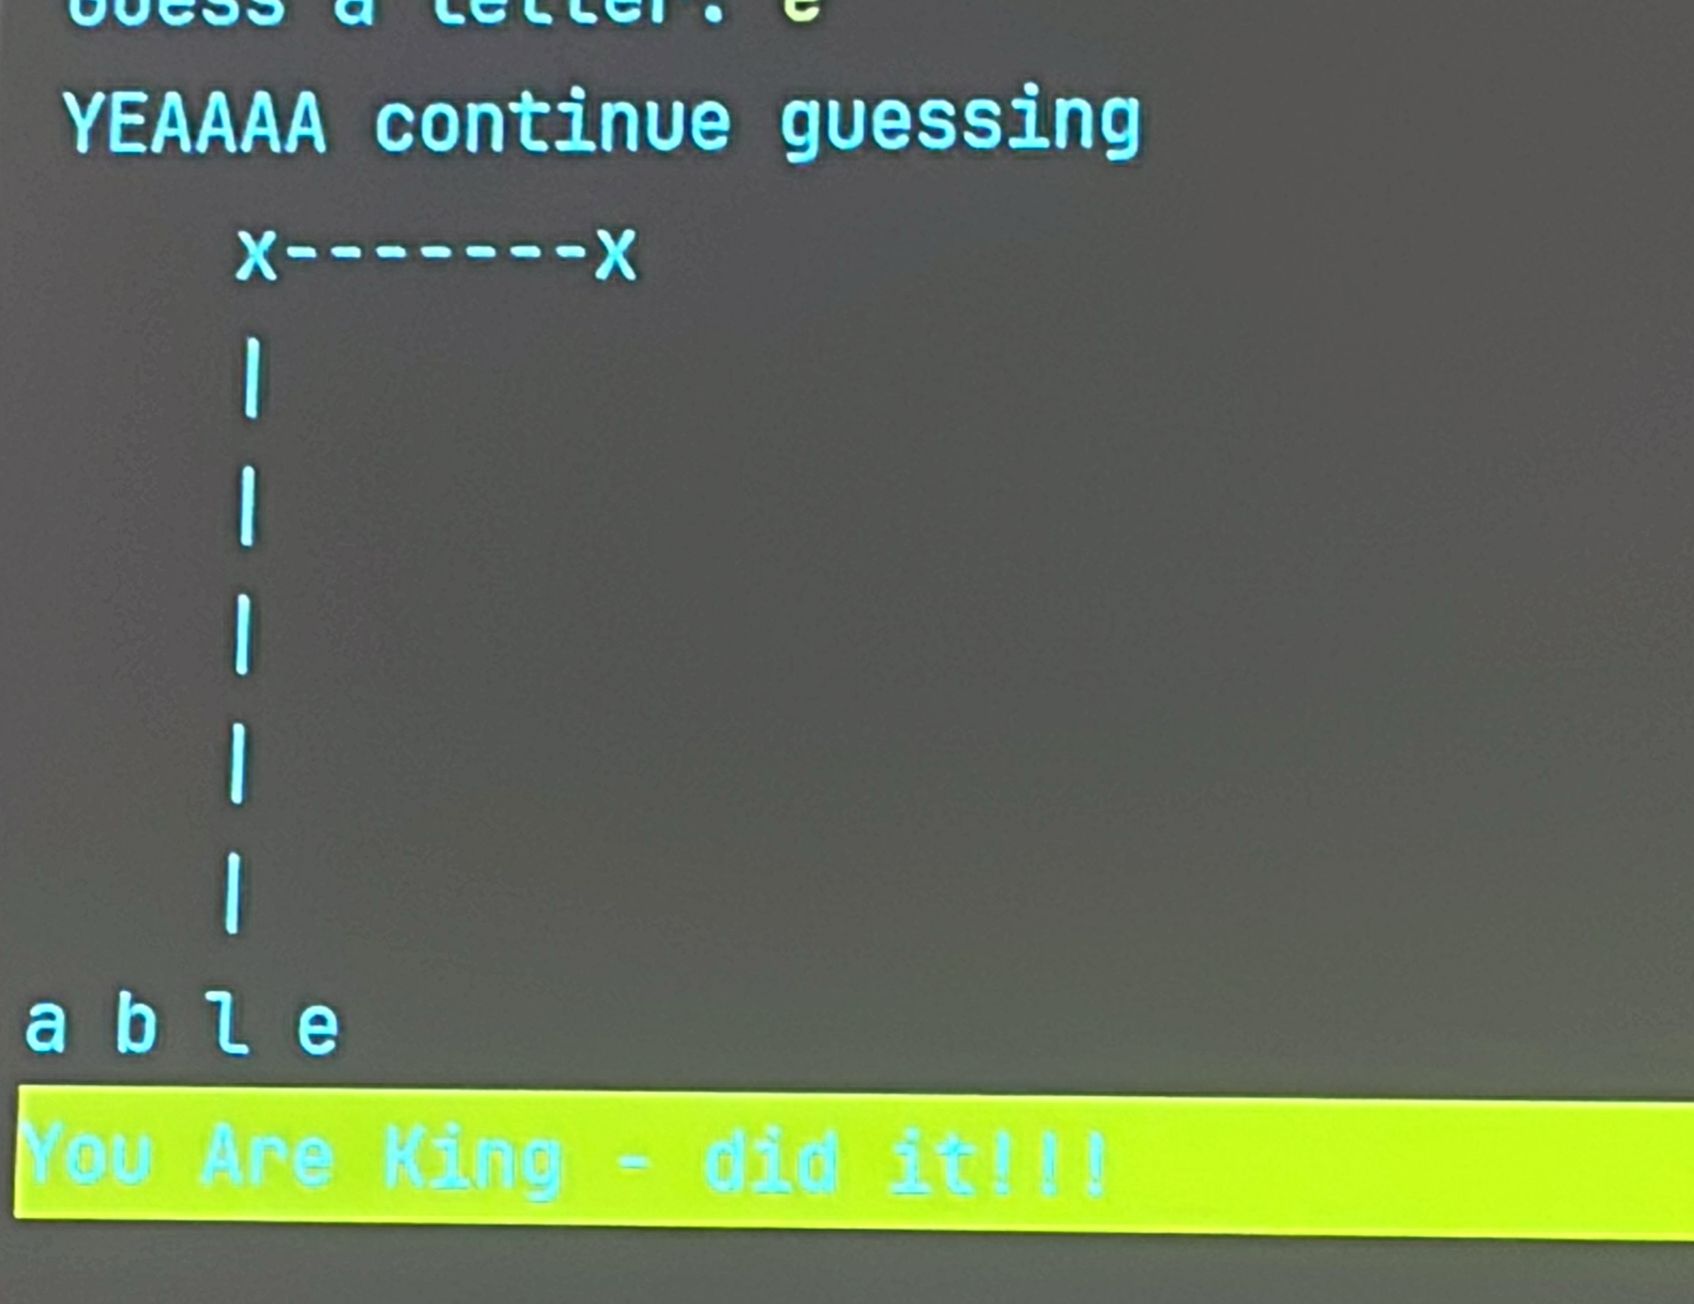 Guess a letter: e
YEAAAA continue guessing
x-------x
|
|
|
|
|
a b l e
You Are King - did it!!!